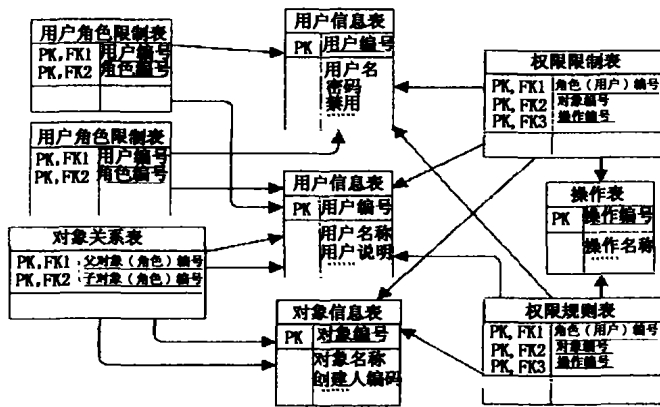 用户角色限制表
PK,FK1 用户编号
PK,FK2 角色编号
用户信息表
PK 用户编号
用户名
密码
禁用
权限限制表
PK,FK1 角色（用户）编号
PK,FK2 对象编号
PK,FK3 操作编号
用户角色限制表
PK,FK1 用户编号
PK,FK2 角色编号
用户信息表
PK 用户编号
用户名称
用户说明
操作表
PK 操作编号
操作名称
对象关系表
PK,FK1 父对象（角色）编号
PK,FK2 子对象（角色）编号
对象信息表
PK 对象编号
对象名称
创建人编码
权限规则表
PK,FK1 角色（用户）编号
PK,FK2 对象编号
PK,FK3 操作编号